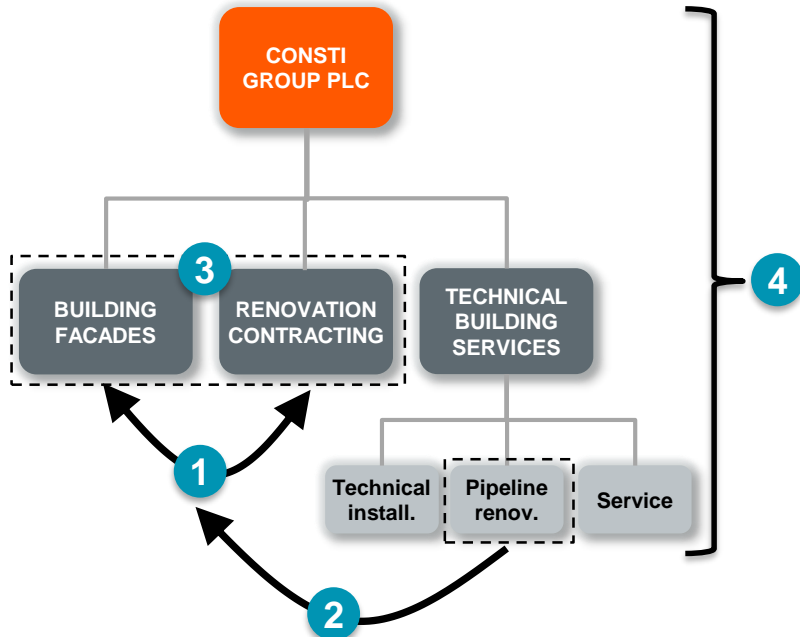 CONSTI
GROUP PLC
3
4
BUILDING
FACADES
RENOVATION
CONTRACTING
TECHNICAL
BUILDING
SERVICES
1
Technical
install.
Pipeline
renov.
Service
2